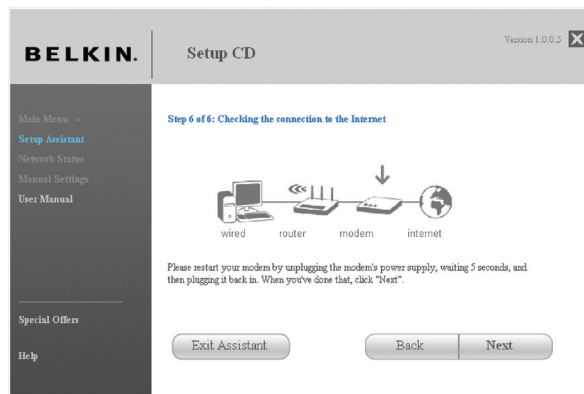 BELKIN.
Setup CD
Version 1.0.0.5
Main Menu >
Setup Assistant
Network Status
Manual Settings
User Manual
Special Offers
Help
Step 6 of 6: Checking the connection to the Internet
wired router modem internet
Please restart your modem by unplugging the modem's power supply, waiting 5 seconds, and
then plugging it back in. When you've done that, click "Next".
Exit Assistant
Back
Next